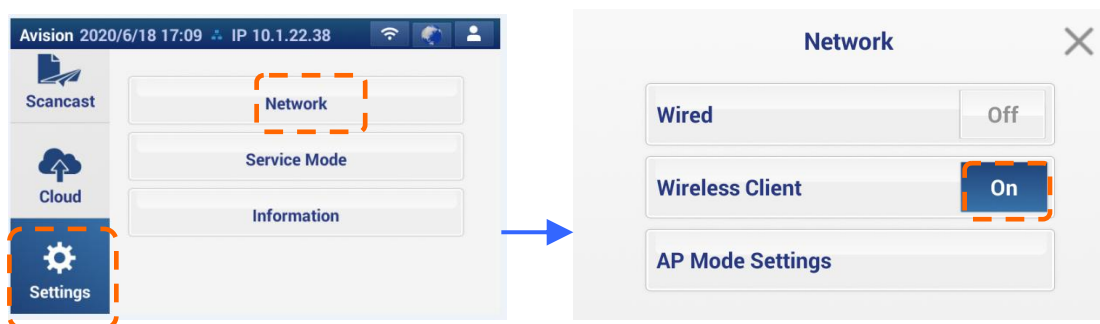 Avision 2020/6/18 17:09 IP 10.1.22.38
Scancast
Cloud
Settings
Network
Service Mode
Information
Network
Wired Off
Wireless Client On
AP Mode Settings